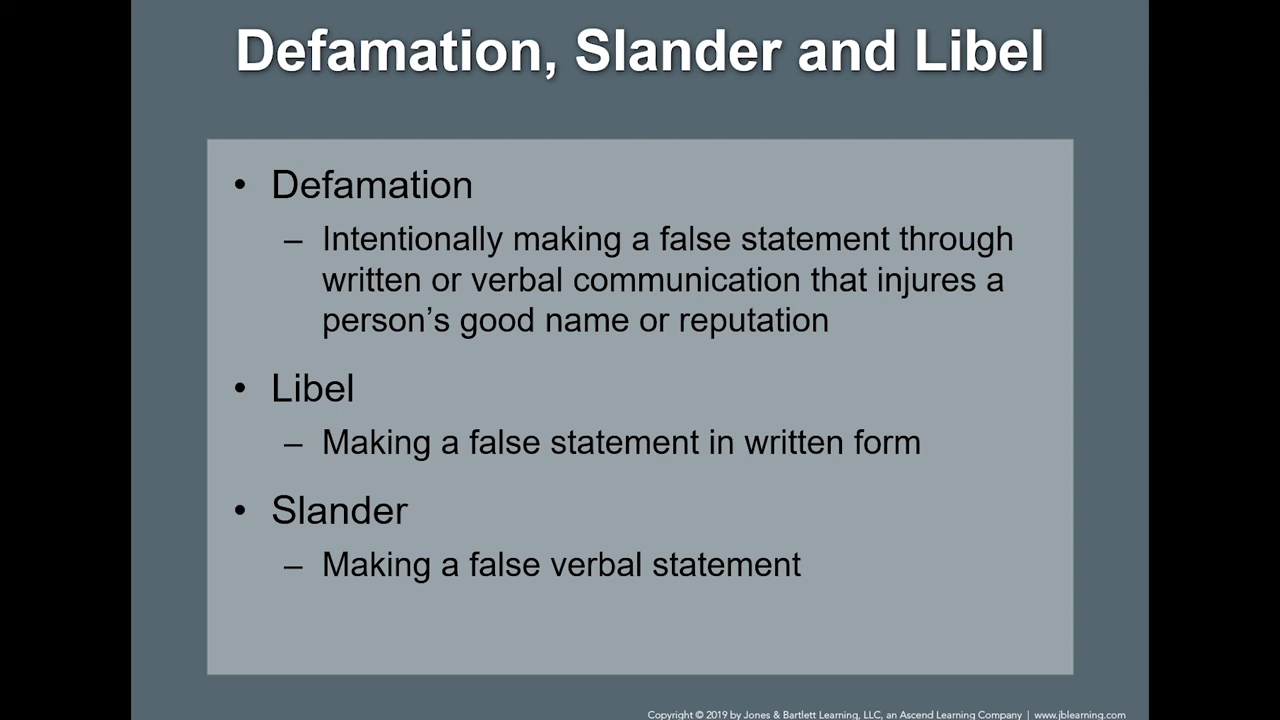 Defamation, Slander and Libel
• Defamation
– Intentionally making a false statement through
written or verbal communication that injures a
person’s good name or reputation
• Libel
– Making a false statement in written form
• Slander
– Making a false verbal statement
Copyright © 2019 by Jones & Bartlett Learning, LLC, an Ascend Learning Company | www.jblearning.com